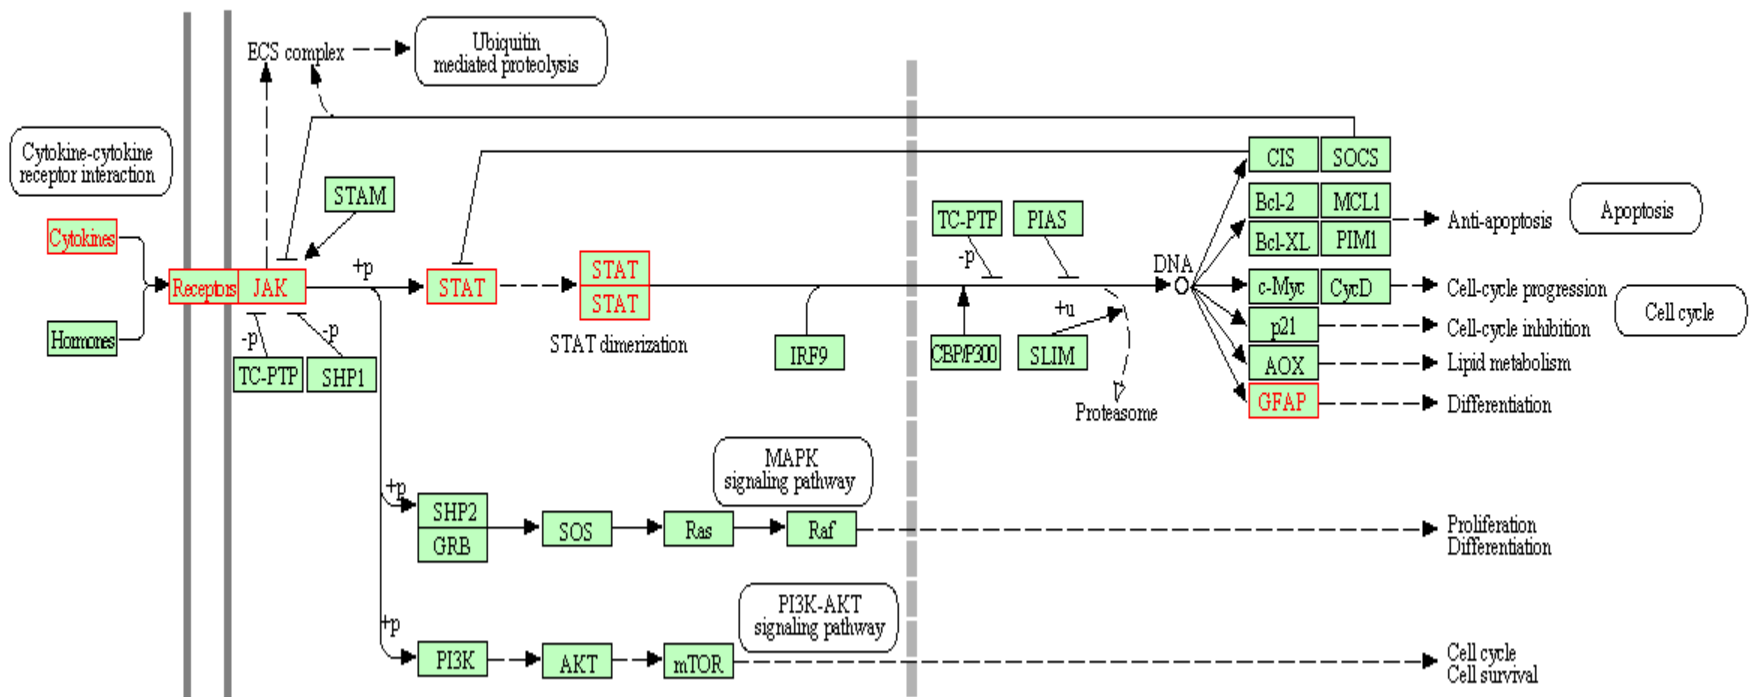 ECS complex
Ubiquitin
mediated proteolysis
Cytokine-cytokine
receptor interaction
STAM
CIS
SOCS
Bcl-2
MCL1
Bcl-XL
PIM1
Anti-apoptosis
Apoptosis
Cytokines
TC-PTP
PIAS
-p
Receptors
JAK
+p
STAT
STAT
STAT
STAT dimerization
DNA
c-Myc
CycD
Cell-cycle progression
Cell cycle
Hormones
-p
-p
TC-PTP
SHP1
IRF9
CBP/P300
+u
SLIM
p21
Cell-cycle inhibition
AOX
Lipid metabolism
Proteasome
GFAP
Differentiation
MAPK
signaling pathway
+p
SHP2
GRB
SOS
Ras
Raf
Proliferation
Differentiation
PI3K-AKT
signaling pathway
+p
PI3K
AKT
mTOR
Cell cycle
Cell survival